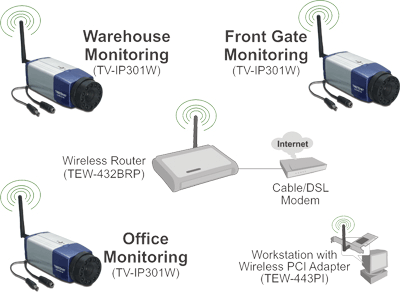 Warehouse
Monitoring
(TV-IP301W)
Front Gate
Monitoring
(TV-IP301W)
Wireless Router
(TEW-432BRP)
Internet
Cable/DSL
Modem
Office
Monitoring
(TV-IP301W)
Workstation with
Wireless PCI Adapter
(TEW-443PI)